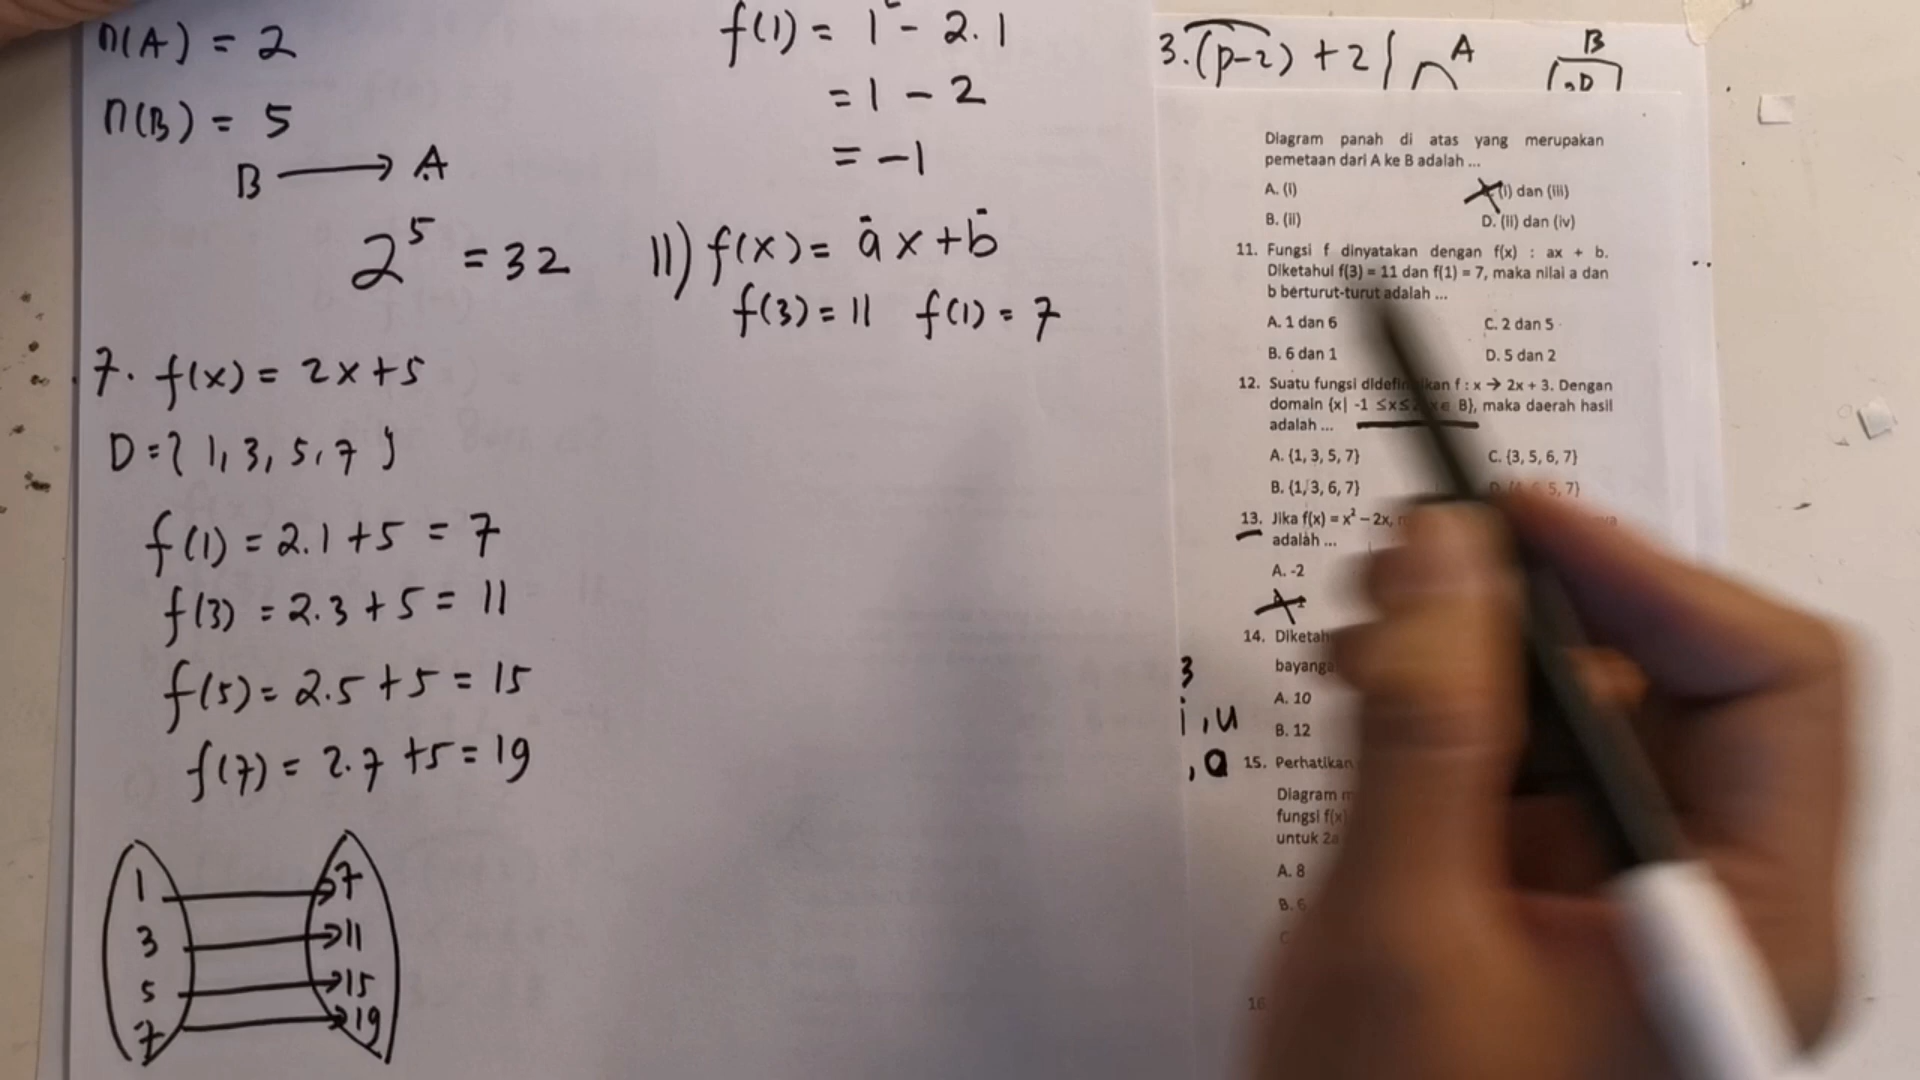 n(A) = 2
n(B) = 5
B → A
2⁵ = 32
7. f(x) = 2x+5
D = { 1, 3, 5, 7 }
f(1) = 2.1 + 5 = 7
f(3) = 2.3 + 5 = 11
f(5) = 2.5 + 5 = 15
f(7) = 2.7 + 5 = 19
1 7
3 11
5 15
7 19
f(1) = 1² - 2.1
= 1 - 2
= -1
11) f(x) = ax + b
f(3) = 11 f(1) = 7
3.(p-2) + 2
A B
Diagram panah di atas yang merupakan
pemetaan dari A ke B adalah ...
A. (i) (i) dan (iii)
B. (ii) D. (ii) dan (iv)
11. Fungsi f dinyatakan dengan f(x) : ax + b.
Diketahui f(3) = 11 dan f(1) = 7, maka nilai a dan
b berturut-turut adalah ...
A. 1 dan 6 C. 2 dan 5
B. 6 dan 1 D. 5 dan 2
12. Suatu fungsi f : x → 2x + 3. Dengan
domain {x| -1 ≤x≤2 x∈ B}, maka daerah hasil
adalah ...
A. {1, 3, 5, 7} C. {3, 5, 6, 7}
B. {1, 3, 6, 7} 5, 7}
13. Jika f(x) = x² – 2x,
adalah ...
A. -2
14.
3
A. 10
i, u
B. 12
, a
15. Perhatikan
Diagram
fungsi f(x)
untuk 2a
A. 8
B. 6
C
16